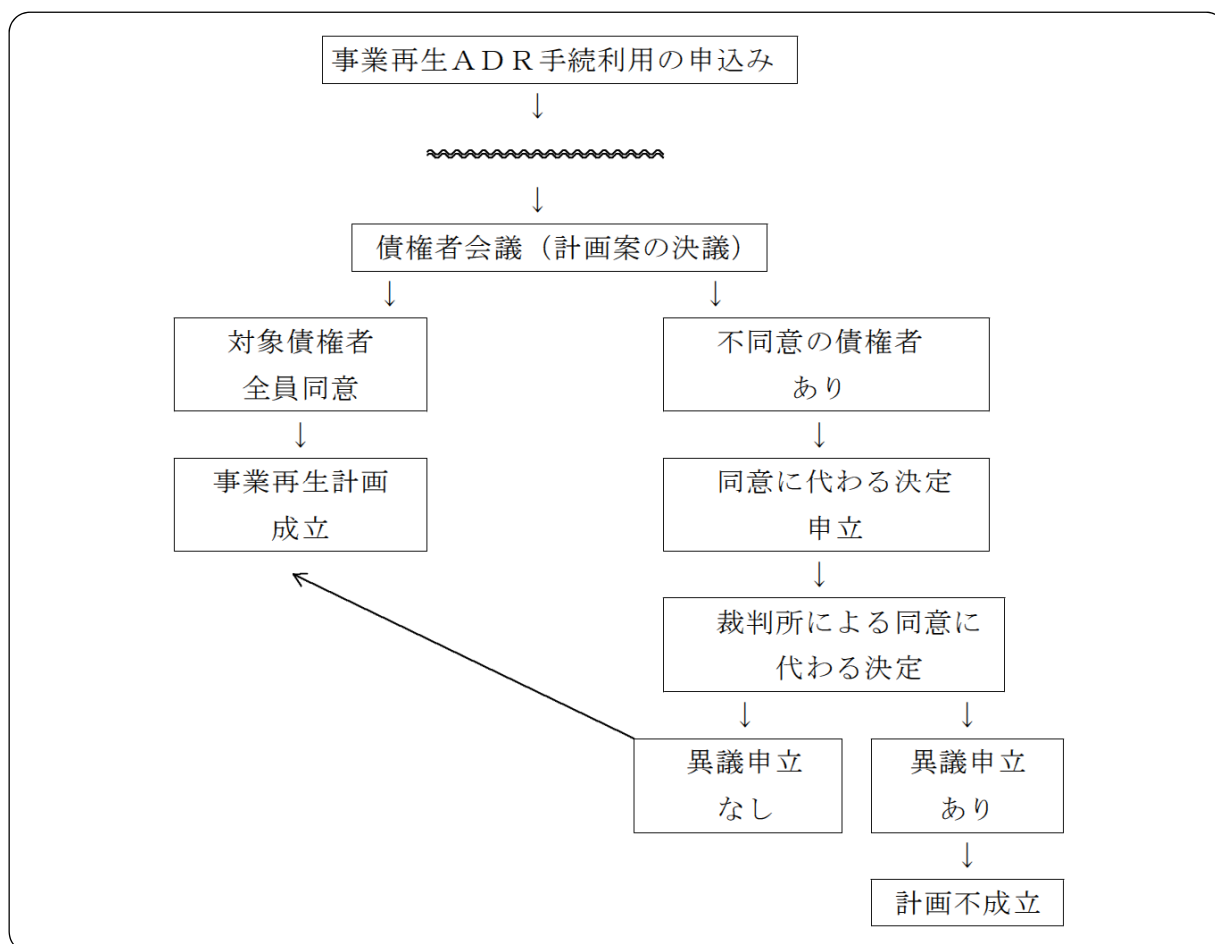 事業再生ＡＤＲ手続利用の申込み
↓
↓
債権者会議（計画案の決議）
↓ ↓
対象債権者
全員同意
不同意の債権者
あり
↓ ↓
事業再生計画
成立
同意に代わる決定
申立
↓
裁判所による同意に
代わる決定
↓ ↓
異議申立
なし
異議申立
あり
↓
計画不成立